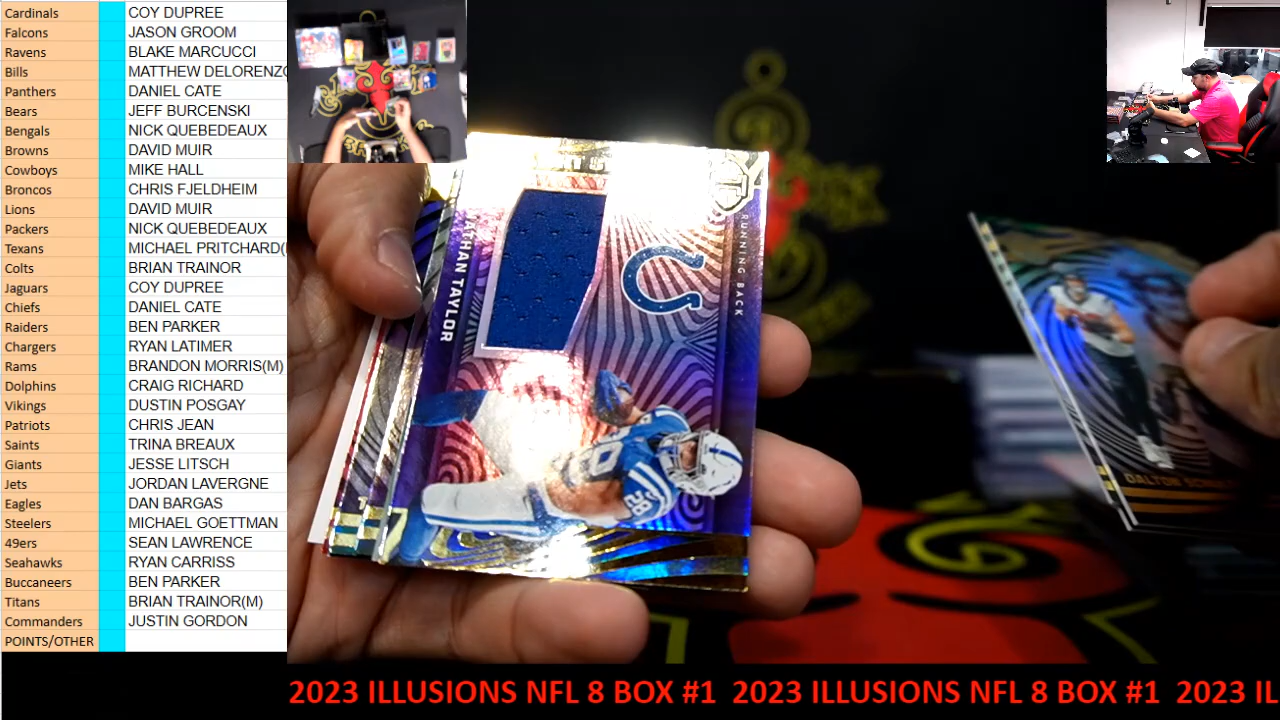 Cardinals COY DUPREE
Falcons JASON GROOM
Ravens BLAKE MARCUCCI
Bills MATTHEW DELORENZO
Panthers DANIEL CATE
Bears JEFF BURCENSKI
Bengals NICK QUEBEDEAUX
Browns DAVID MUIR
Cowboys MIKE HALL
Broncos CHRIS FJELDHEIM
Lions DAVID MUIR
Packers NICK QUEBEDEAUX
Texans MICHAEL PRITCHARD(
Colts BRIAN TRAINOR
Jaguars COY DUPREE
Chiefs DANIEL CATE
Raiders BEN PARKER
Chargers RYAN LATIMER
Rams BRANDON MORRIS(M)
Dolphins CRAIG RICHARD
Vikings DUSTIN POSGAY
Patriots CHRIS JEAN
Saints TRINA BREAUX
Giants JESSE LITSCH
Jets JORDAN LAVERGNE
Eagles DAN BARGAS
Steelers MICHAEL GOETTMAN
49ers SEAN LAWRENCE
Seahawks RYAN CARRISS
Buccaneers BEN PARKER
Titans BRIAN TRAINOR(M)
Commanders JUSTIN GORDON
POINTS/OTHER
NATHAN TAYLOR
RUNNING BACK
28
DALTON
2023 ILLUSIONS NFL 8 BOX #1 2023 ILLUSIONS NFL 8 BOX #1 2023 IL